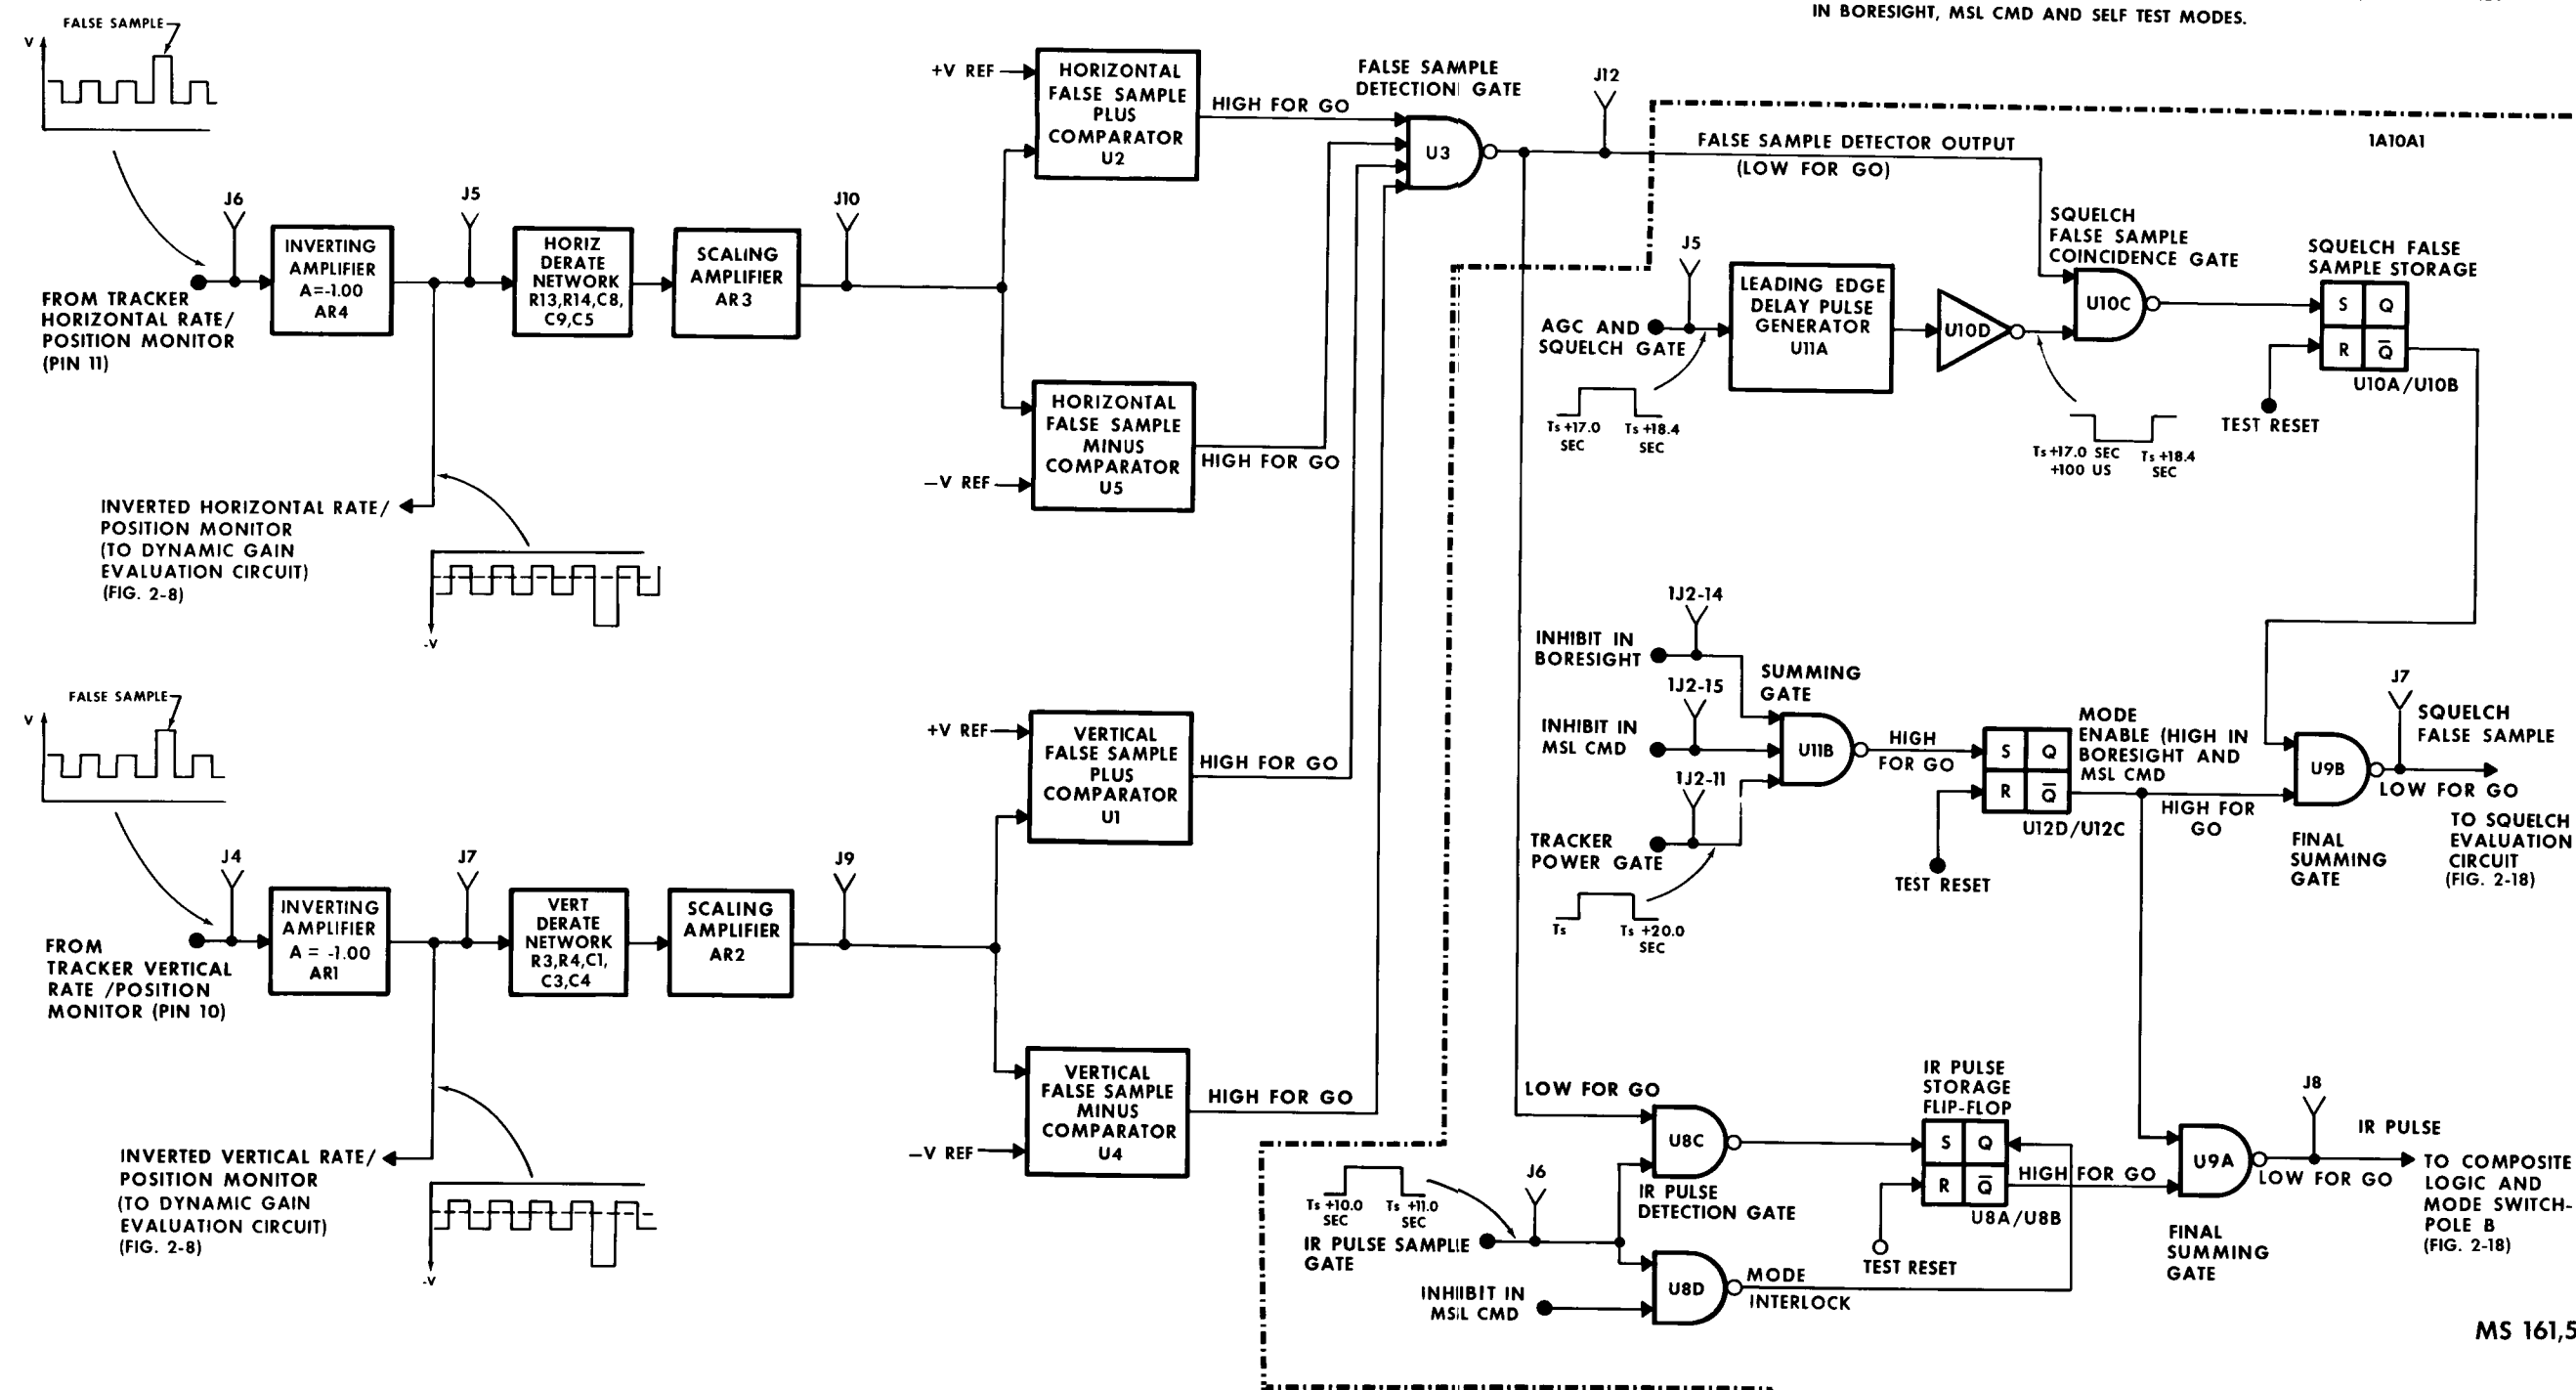 IN BORESIGHT, MSL CMD AND SELF TEST MODES.
FALSE SAMPLE
V
J6
INVERTING
AMPLIFIER
A=-1.00
AR4
J5
HORIZ
DERATE
NETWORK
R13,R14,C8,
C9,C5
SCALING
AMPLIFIER
AR3
J10
FROM TRACKER
HORIZONTAL RATE/
POSITION MONITOR
(PIN 11)
INVERTED HORIZONTAL RATE/
POSITION MONITOR
(TO DYNAMIC GAIN
EVALUATION CIRCUIT)
(FIG. 2-8)
-V
+V REF
HORIZONTAL
FALSE SAMPLE
PLUS
COMPARATOR
U2
HIGH FOR GO
HORIZONTAL
FALSE SAMPLE
MINUS
COMPARATOR
U5
HIGH FOR GO
—V REF
FALSE SAMPLE
DETECTION GATE
U3
J12
FALSE SAMPLE DETECTOR OUTPUT
(LOW FOR GO)
1A10A1
J5
AGC AND
SQUELCH GATE
LEADING EDGE
DELAY PULSE
GENERATOR
U11A
Ts +17.0
SEC
Ts +18.4
SEC
U10D
SQUELCH
FALSE SAMPLE
COINCIDENCE GATE
U10C
Ts +17.0 SEC
+100 US
Ts +18.4
SEC
SQUELCH FALSE
SAMPLE STORAGE
S Q
R Q̅
U10A/U10B
TEST RESET
FALSE SAMPLE
V
J4
INVERTING
AMPLIFIER
A = -1.00
AR1
J7
VERT
DERATE
NETWORK
R3,R4,C1,
C3,C4
SCALING
AMPLIFIER
AR2
J9
FROM
TRACKER VERTICAL
RATE /POSITION
MONITOR (PIN 10)
INVERTED VERTICAL RATE/
POSITION MONITOR
(TO DYNAMIC GAIN
EVALUATION CIRCUIT)
(FIG. 2-8)
-V
+V REF
VERTICAL
FALSE SAMPLE
PLUS
COMPARATOR
U1
HIGH FOR GO
VERTICAL
FALSE SAMPLE
MINUS
COMPARATOR
U4
HIGH FOR GO
—V REF
1J2-14
INHIBIT IN
BORESIGHT
1J2-15
INHIBIT IN
MSL CMD
1J2-11
TRACKER
POWER GATE
Ts
Ts +20.0
SEC
SUMMING
GATE
U11B
HIGH
FOR GO
S Q
R Q̅
U12D/U12C
TEST RESET
MODE
ENABLE (HIGH IN
BORESIGHT AND
MSL CMD
HIGH FOR
GO
U9B
FINAL
SUMMING
GATE
J7
SQUELCH
FALSE SAMPLE
LOW FOR GO
TO SQUELCH
EVALUATION
CIRCUIT
(FIG. 2-18)
LOW FOR GO
U8C
IR PULSE
DETECTION GATE
Ts +10.0
SEC
Ts +11.0
SEC
J6
IR PULSE SAMPLE
GATE
INHIBIT IN
MSL CMD
U8D
MODE
INTERLOCK
IR PULSE
STORAGE
FLIP-FLOP
S Q
R Q̅
U8A/U8B
TEST RESET
HIGH FOR GO
U9A
FINAL
SUMMING
GATE
J8
IR PULSE
LOW FOR GO
TO COMPOSITE
LOGIC AND
MODE SWITCH-
POLE B
(FIG. 2-18)
MS 161,5